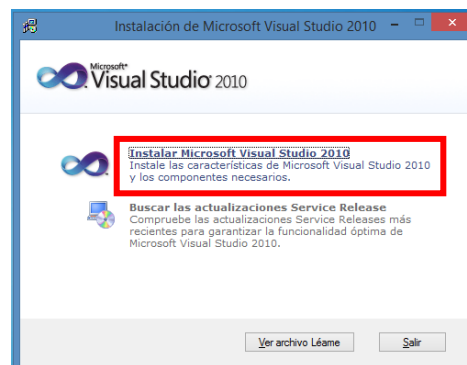 Instalación de Microsoft Visual Studio 2010
Microsoft®
Visual Studio® 2010
Instalar Microsoft Visual Studio 2010
Instale las características de Microsoft Visual Studio 2010
y los componentes necesarios.
Buscar las actualizaciones Service Release
Compruebe las actualizaciones Service Releases más
recientes para garantizar la funcionalidad óptima de
Microsoft Visual Studio 2010.
Ver archivo Léame
Salir